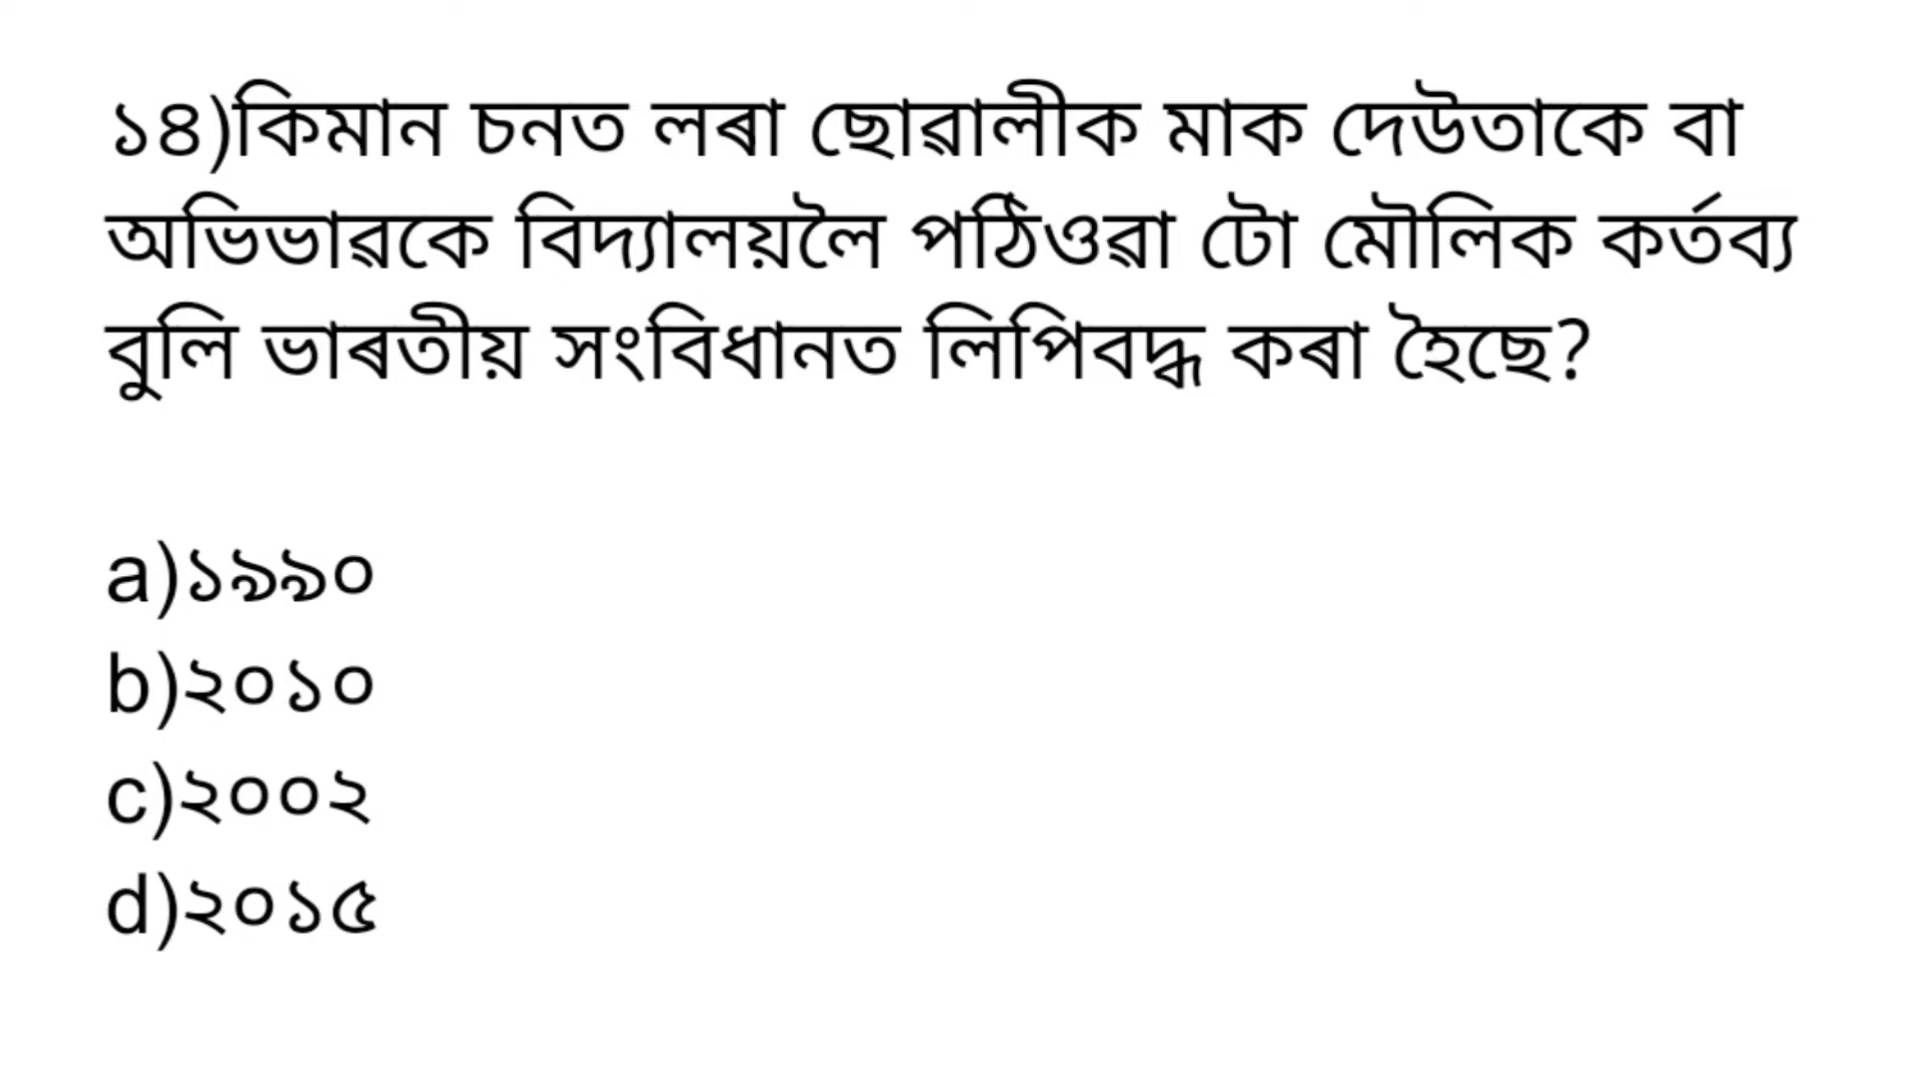 ১৪)কিমান চনত লৰা ছোৱালীক মাক দেউতাকে বা
অভিভাৱকে বিদ্যালয়লৈ পঠিওৱা টো মৌলিক কৰ্তব্য
বুলি ভাৰতীয় সংবিধানত লিপিবদ্ধ কৰা হৈছে?
a)১৯৯০
b)২০১০
c)২০০২
d)২০১৫